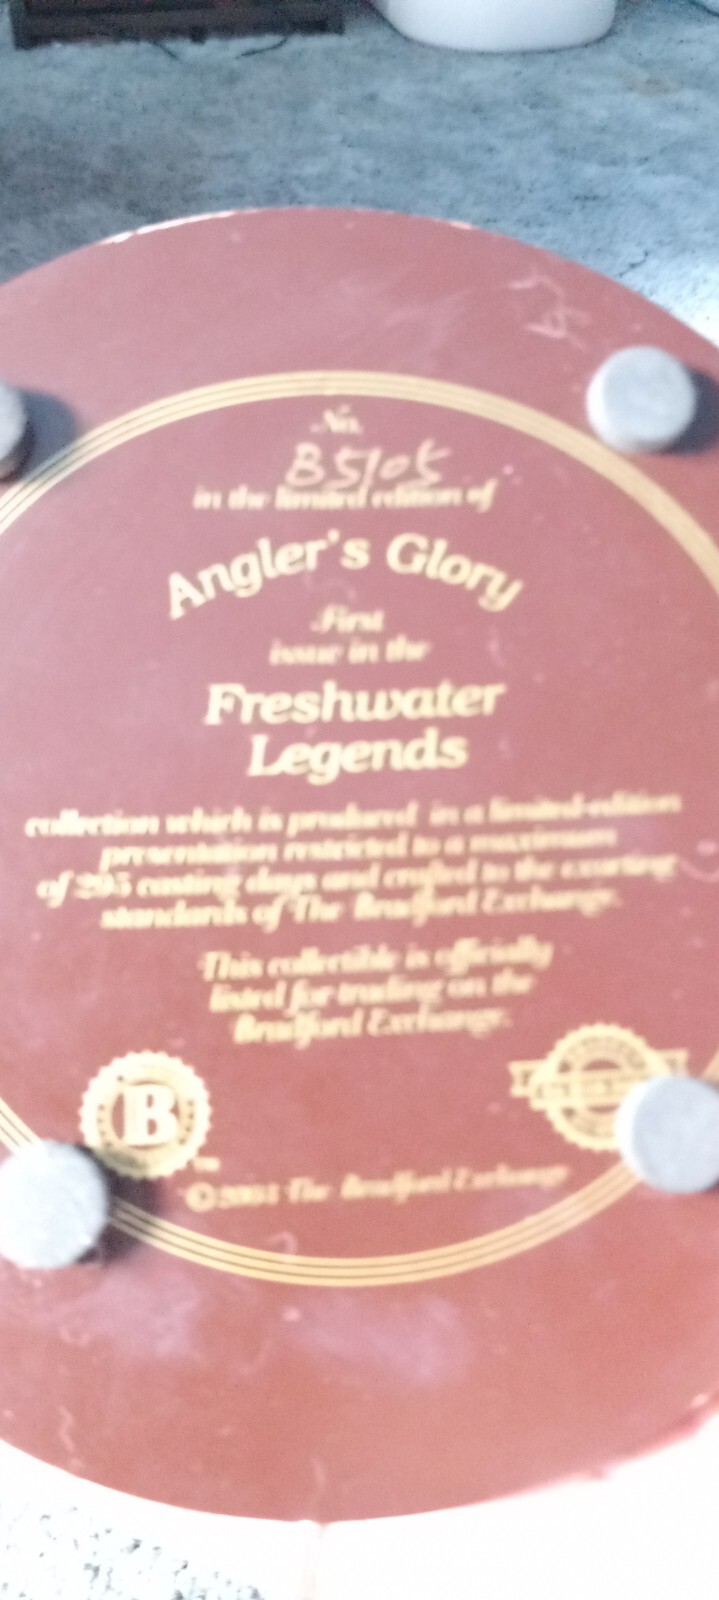 No.
B5105
in the limited edition of
Angler's Glory
First
issue in the
Freshwater
Legends
collection which is produced in a limited-edition
presentation restricted to a maximum
of 295 casting days and crafted to the exacting
standards of The Bradford Exchange.
This collectible is officially
listed for trading on the
Bradford Exchange.
B
TM
© The Bradford Exchange